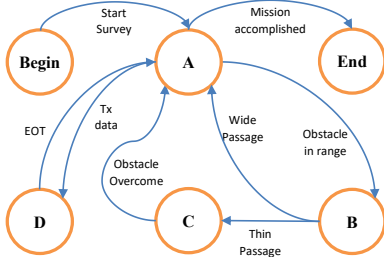 Start
Survey
Mission
accomplished
Begin
A
End
EOT
Tx
data
Wide
Passage
Obstacle
in range
Obstacle
Overcome
D
C
B
Thin
Passage